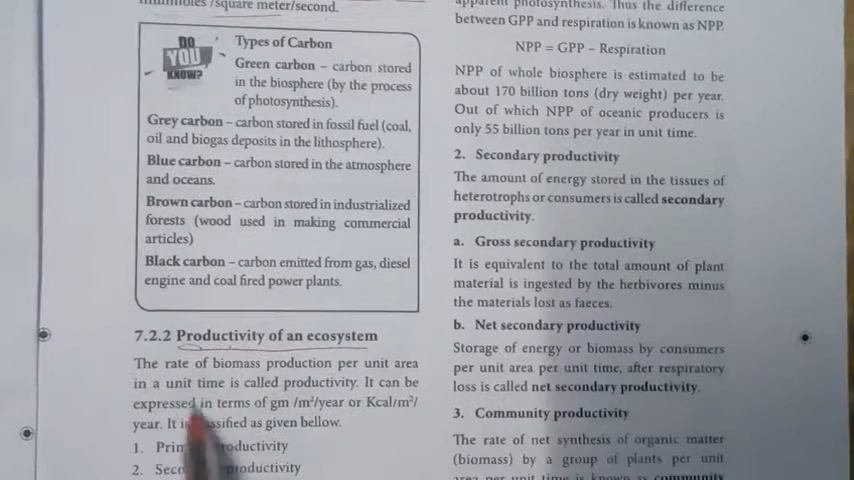 /square meter/second.
DO
YOU
KNOW?
Types of Carbon
Green carbon – carbon stored
in the biosphere (by the process
of photosynthesis).
Grey carbon – carbon stored in fossil fuel (coal,
oil and biogas deposits in the lithosphere).
Blue carbon – carbon stored in the atmosphere
and oceans.
Brown carbon – carbon stored in industrialized
forests (wood used in making commercial
articles)
Black carbon – carbon emitted from gas, diesel
engine and coal fired power plants.
7.2.2 Productivity of an ecosystem
The rate of biomass production per unit area
in a unit time is called productivity. It can be
expressed in terms of gm /m²/year or Kcal/m²/
year. It is classified as given bellow.
1. productivity
2. productivity
apparent photosynthesis. Thus the difference
between GPP and respiration is known as NPP.
NPP = GPP – Respiration
NPP of whole biosphere is estimated to be
about 170 billion tons (dry weight) per year.
Out of which NPP of oceanic producers is
only 55 billion tons per year in unit time.
2. Secondary productivity
The amount of energy stored in the tissues of
heterotrophs or consumers is called secondary
productivity.
a. Gross secondary productivity
It is equivalent to the total amount of plant
material is ingested by the herbivores minus
the materials lost as faeces.
b. Net secondary productivity
Storage of energy or biomass by consumers
per unit area per unit time, after respiratory
loss is called net secondary productivity.
3. Community productivity
The rate of net synthesis of organic matter
(biomass) by a group of plants per unit
area per unit time is known as community